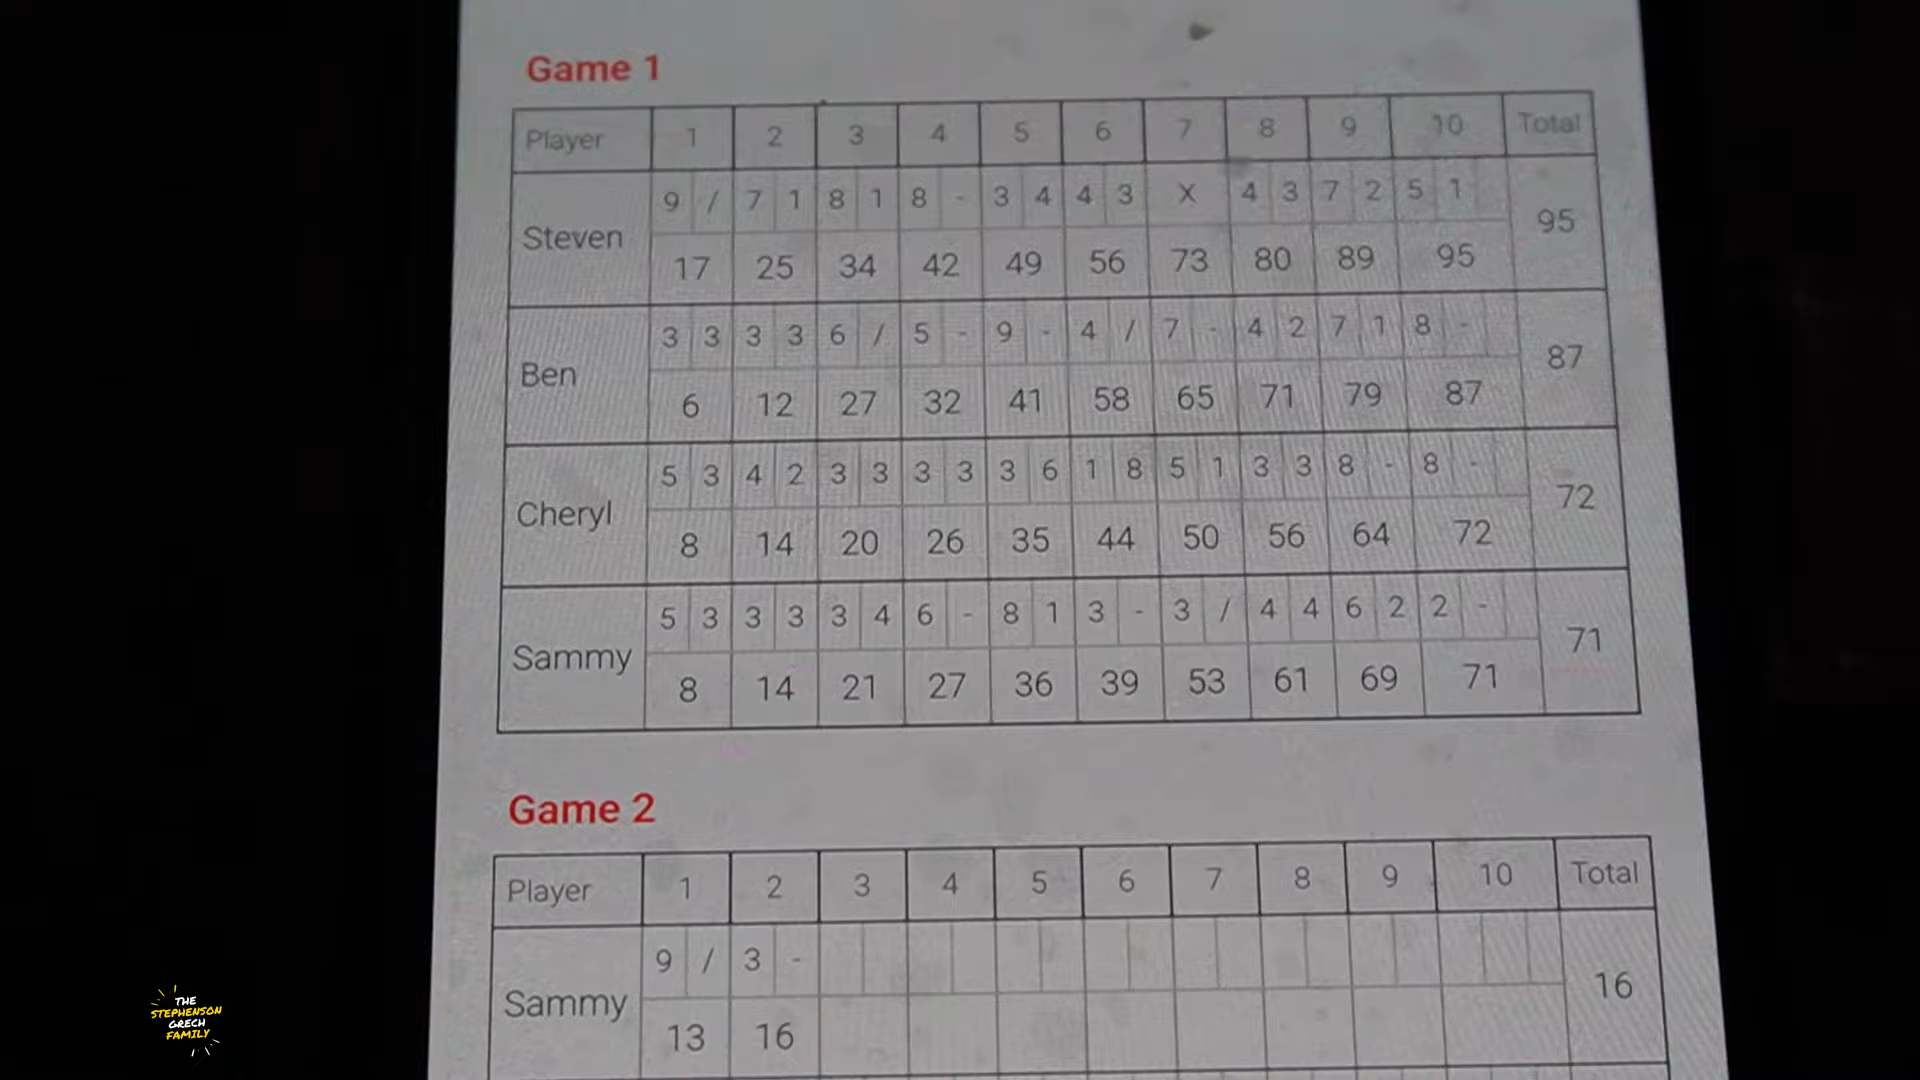 Game 1
Player 1 2 3 4 5 6 7 8 9 10 Total
9 / 7 1 8 1 8 - 3 4 4 3 X 4 3 7 2 5 1
Steven 95
17 25 34 42 49 56 73 80 89 95
3 3 3 3 6 / 5 - 9 - 4 / 7 - 4 2 7 1 8 -
Ben 87
6 12 27 32 41 58 65 71 79 87
5 3 4 2 3 3 3 3 3 6 1 8 5 1 3 3 8 - 8 -
Cheryl 72
8 14 20 26 35 44 50 56 64 72
5 3 3 3 3 4 6 - 8 1 3 - 3 / 4 4 6 2 2 -
Sammy 71
8 14 21 27 36 39 53 61 69 71
Game 2
Player 1 2 3 4 5 6 7 8 9 10 Total
9 / 3 -
Sammy 16
13 16
THE
STEPHENSON
GRECH
FAMILY